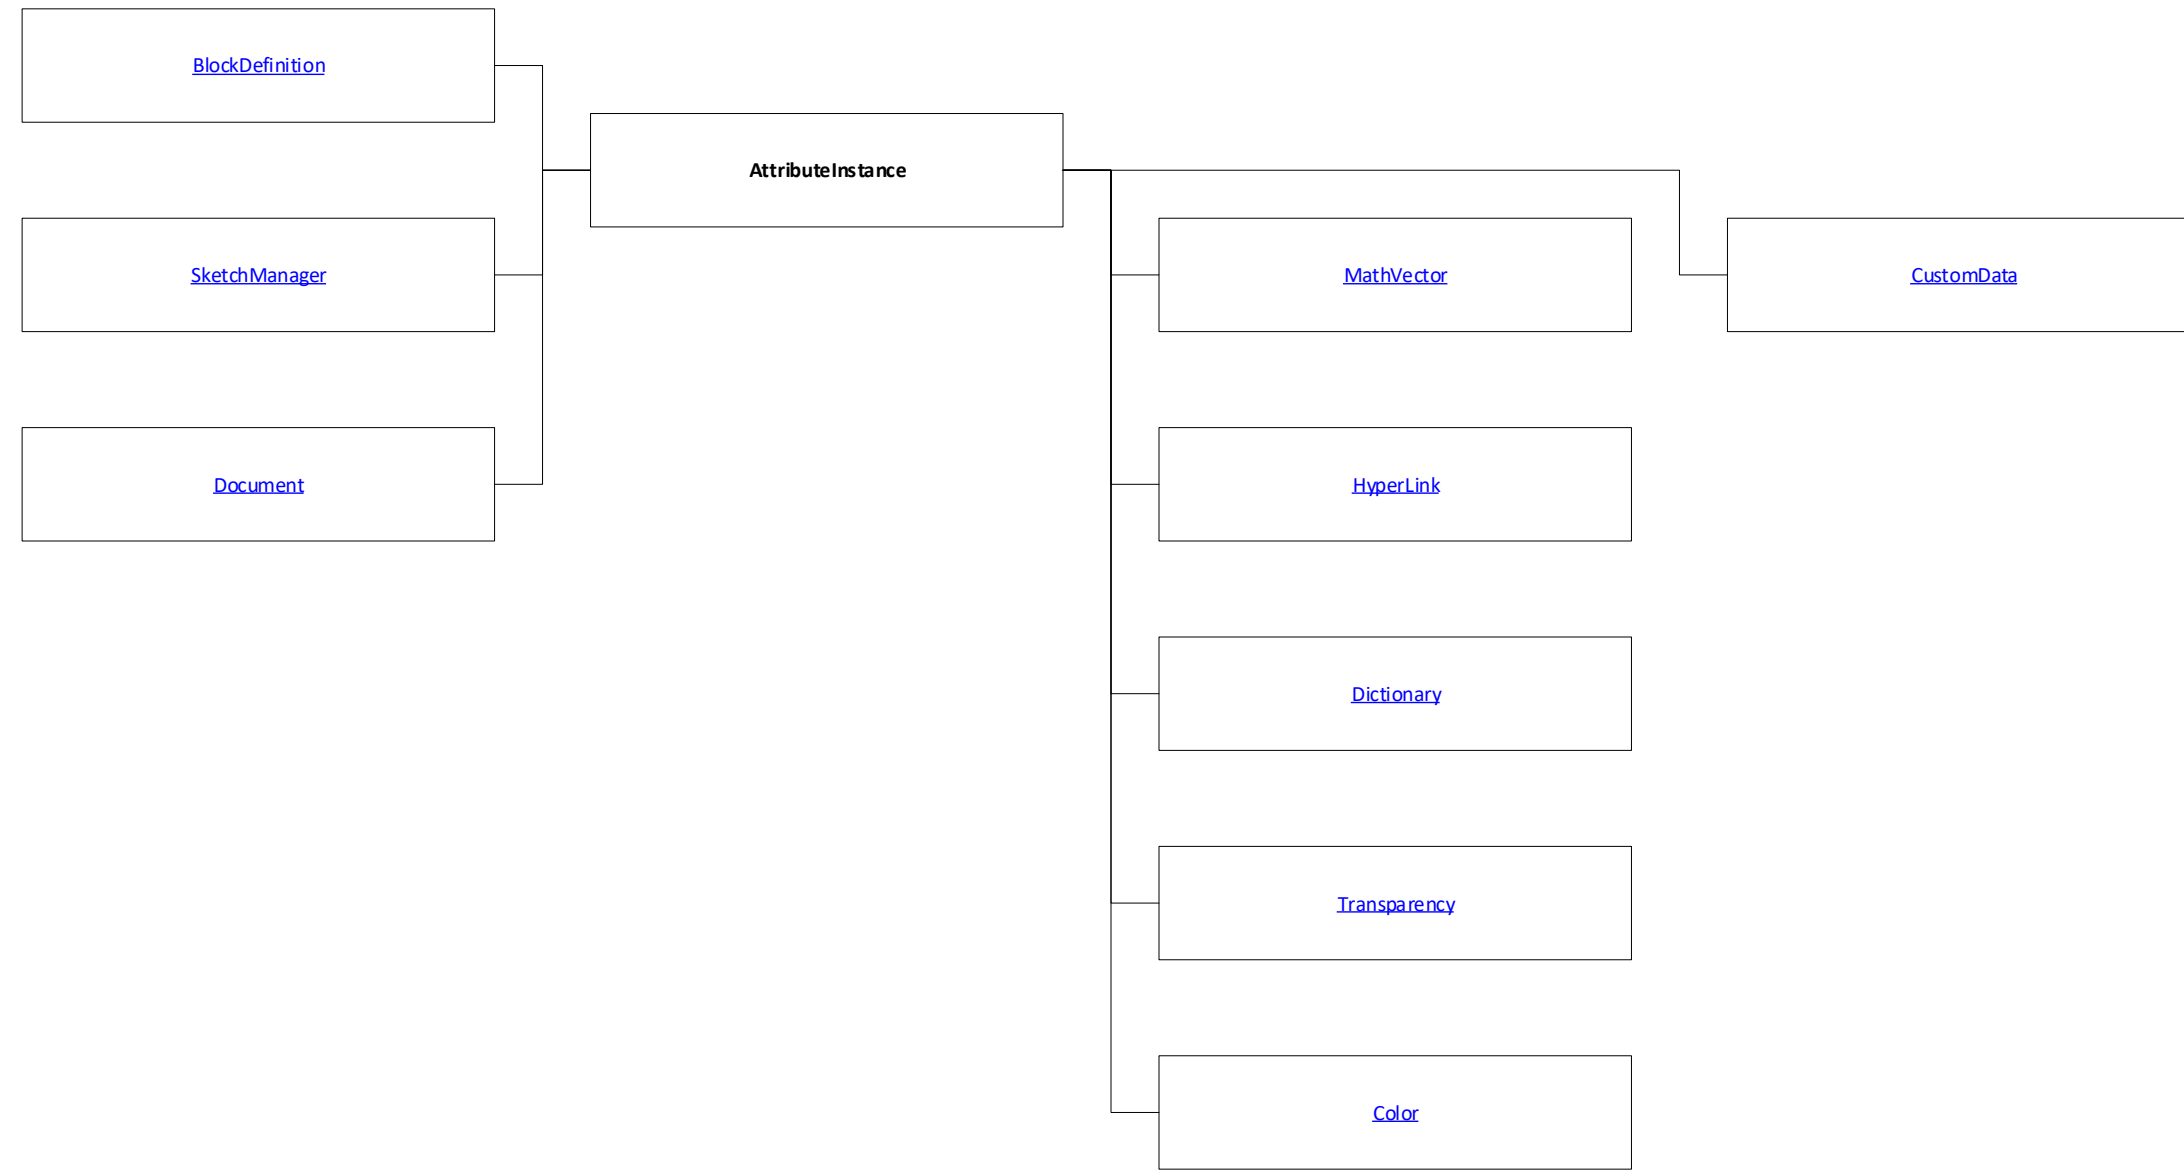 BlockDefinition
AttributeInstance
SketchManager
MathVector
CustomData
Document
HyperLink
Dictionary
Transparency
Color